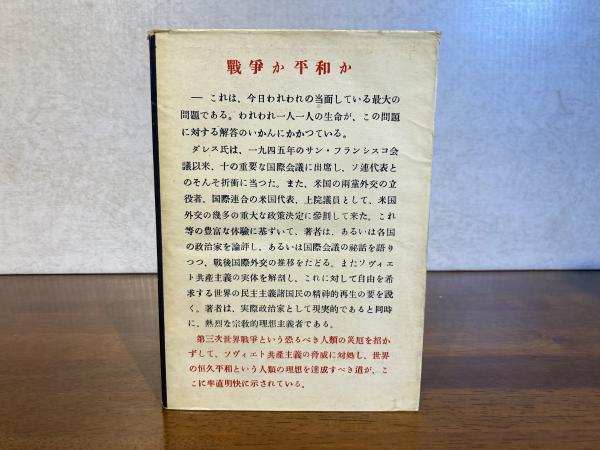 戰爭か平和か
― これは、今日われわれの当面している最大の
問題である。われわれ一人一人の生命が、この問題
に対する解答のいかんにかかつている。
ダレス氏は、一九四五年のサン・フランシスコ会
議以来、十の重要な国際会議に出席し、ソ連代表と
のそんそ折衝に当つた。また、米国の兩黨外交の立
役者、国際連合の米国代表、上院議員として、米国
外交の幾多の重大な政策決定に參劃して来た。これ
等の豊富な体驗に基ずいて、著者は、あるいは各国
の政治家を論評し、あるいは国際会議の祕話を語り
つつ、戰後国際外交の推移をたどる。またソヴィエ
ト共産主義の実体を解剖し、これに対して自由を希
求する世界の民主主義諸国民の精神的再生の要を説
く。著者は、実際政治家として現実的であると同時
に、熱烈な宗教的理想主義者である。
第三次世界戰爭という恐るべき人類の災厄を招か
ずして、ソヴィエト共産主義の脅威に対処し、世界
の恒久平和という人類の理想を達成すべき道が、こ
こに率直明快に示されている。